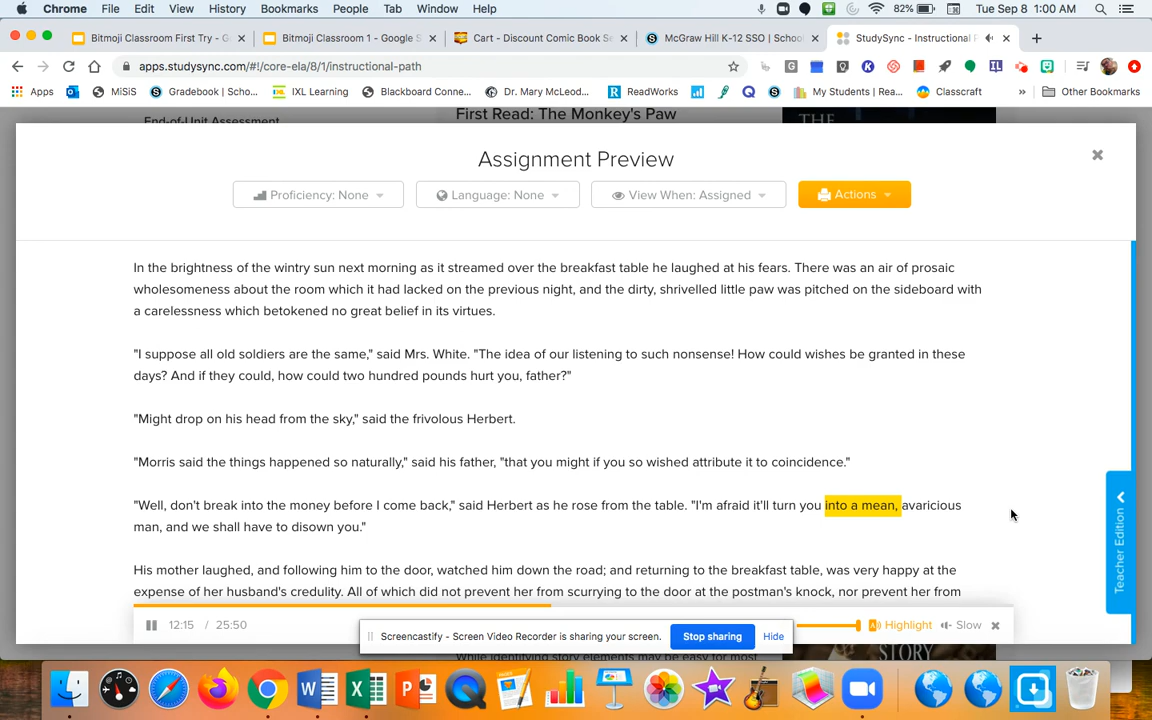 Chrome File Edit View History Bookmarks People Tab Window Help 82% Tue Sep 8 1:00 AM
Bitmoji Classroom First Try - G Bitmoji Classroom 1 - Google S Cart - Discount Comic Book Se McGraw Hill K-12 SSO | School StudySync - Instructional P
apps.studysync.com/#!/core-ela/8/1/instructional-path
Apps MiSiS Gradebook | Scho... IXL Learning Blackboard Conne... Dr. Mary McLeod... ReadWorks My Students | Rea... Classcraft » Other Bookmarks
End-of-Unit Assessment
First Read: The Monkey's Paw
THE
Assignment Preview
Proficiency: None Language: None View When: Assigned Actions
In the brightness of the wintry sun next morning as it streamed over the breakfast table he laughed at his fears. There was an air of prosaic
wholesomeness about the room which it had lacked on the previous night, and the dirty, shrivelled little paw was pitched on the sideboard with
a carelessness which betokened no great belief in its virtues.
"I suppose all old soldiers are the same," said Mrs. White. "The idea of our listening to such nonsense! How could wishes be granted in these
days? And if they could, how could two hundred pounds hurt you, father?"
"Might drop on his head from the sky," said the frivolous Herbert.
"Morris said the things happened so naturally," said his father, "that you might if you so wished attribute it to coincidence."
"Well, don't break into the money before I come back," said Herbert as he rose from the table. "I'm afraid it'll turn you into a mean, avaricious
man, and we shall have to disown you."
His mother laughed, and following him to the door, watched him down the road; and returning to the breakfast table, was very happy at the
expense of her husband's credulity. All of which did not prevent her from scurrying to the door at the postman's knock, nor prevent her from
Teacher Edition
12:15 / 25:50
Screencastify - Screen Video Recorder is sharing your screen. Stop sharing Hide
Highlight Slow
STORY